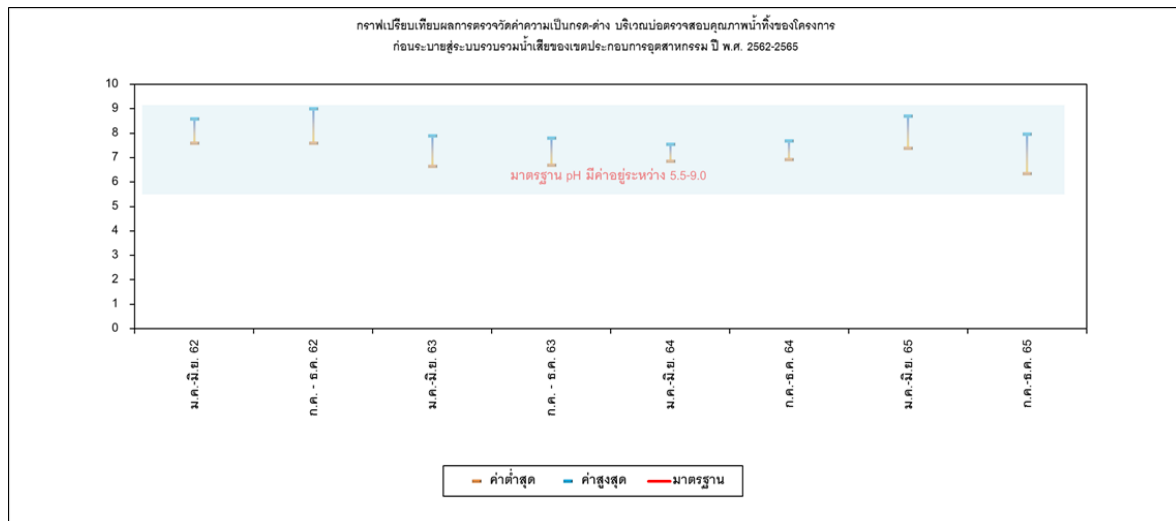 กราฟเปรียบเทียบผลการตรวจวัดค่าความเป็นกรด-ด่าง บริเวณบ่อตรวจสอบคุณภาพน้ำทิ้งของโครงการ
ก่อนระบายสู่ระบบรวบรวมน้ำเสียของเขตประกอบการอุตสาหกรรม ปี พ.ศ. 2562-2565
10
9
8
7
6
5
4
3
2
1
0
มาตรฐาน pH มีค่าอยู่ระหว่าง 5.5-9.0
ม.ค.-มิ.ย. 62
ก.ค. - ธ.ค. 62
ม.ค.-มิ.ย. 63
ก.ค. - ธ.ค. 63
ม.ค.-มิ.ย. 64
ก.ค.-ธ.ค. 64
ม.ค.-มิ.ย. 65
ก.ค.-ธ.ค. 65
ค่าต่ำสุด ค่าสูงสุด มาตรฐาน